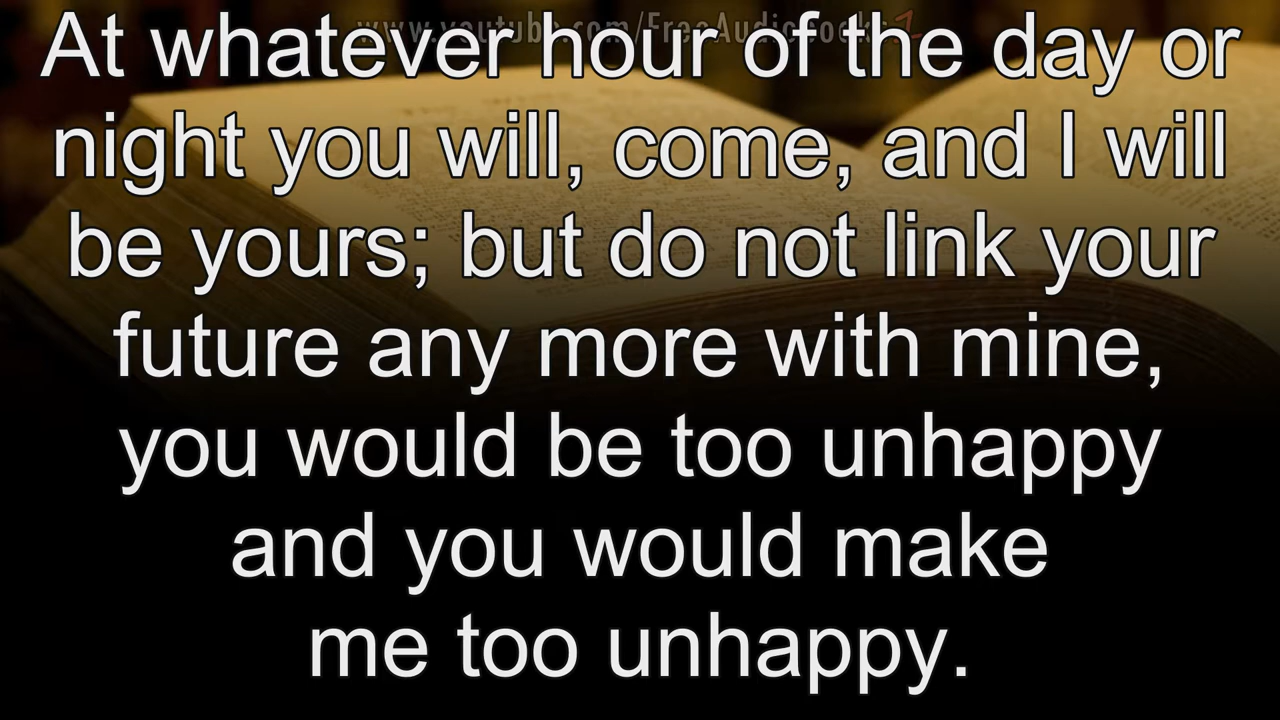 www.youtube.com/FreeAudiobooks
At whatever hour of the day or
night you will, come, and I will
be yours; but do not link your
future any more with mine,
you would be too unhappy
and you would make
me too unhappy.